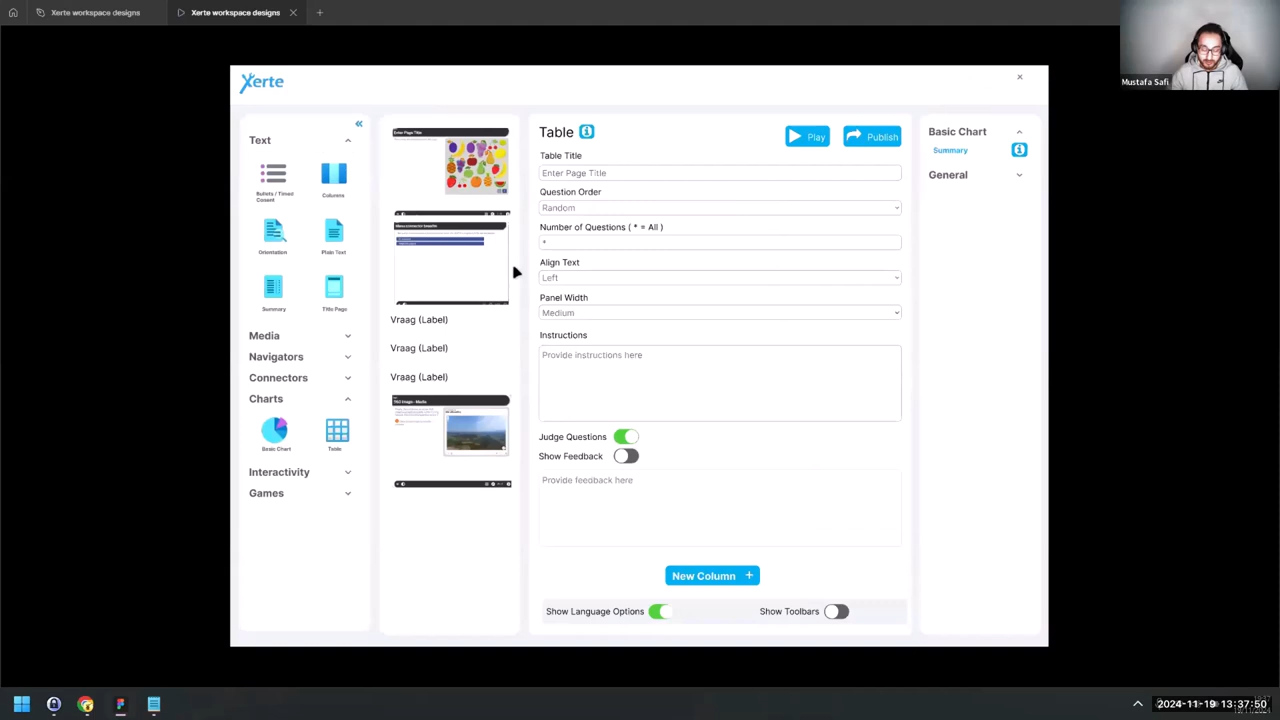 Xerte workspace designs
Xerte workspace designs
Mustafa Safi
Xerte
Text
Bullets / Timed
Content
Columns
Orientation
Plain Text
Summary
Title Page
Media
Navigators
Connectors
Charts
Basic Chart
Table
Interactivity
Games
Enter Page Title
Vraag (Label)
Vraag (Label)
Vraag (Label)
Table
Play
Publish
Table Title
Enter Page Title
Question Order
Random
Number of Questions ( * = All )
*
Align Text
Left
Panel Width
Medium
Instructions
Provide instructions here
Judge Questions
Show Feedback
Provide feedback here
New Column +
Show Language Options
Show Toolbars
Basic Chart
Summary
General
2024-11-19 13:37:50